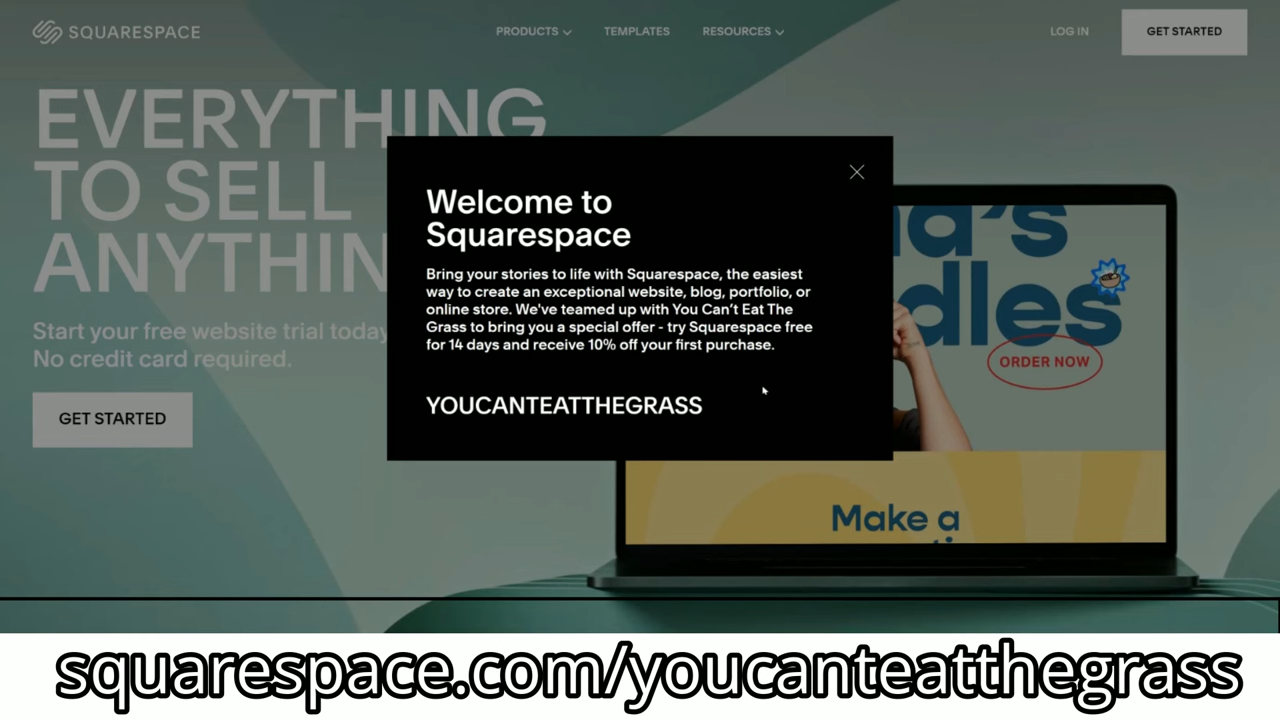 SQUARESPACE
PRODUCTS
TEMPLATES
RESOURCES
LOG IN
GET STARTED
EVERYTHING
TO SELL
Start your free website trial today
No credit card required.
GET STARTED
Welcome to
Squarespace
Bring your stories to life with Squarespace, the easiest
way to create an exceptional website, blog, portfolio, or
online store. We've teamed up with You Can't Eat The
Grass to bring you a special offer - try Squarespace free
for 14 days and receive 10% off your first purchase.
YOUCANTEATTHEGRASS
ORDER NOW
Make a
squarespace.com/youcanteatthegrass